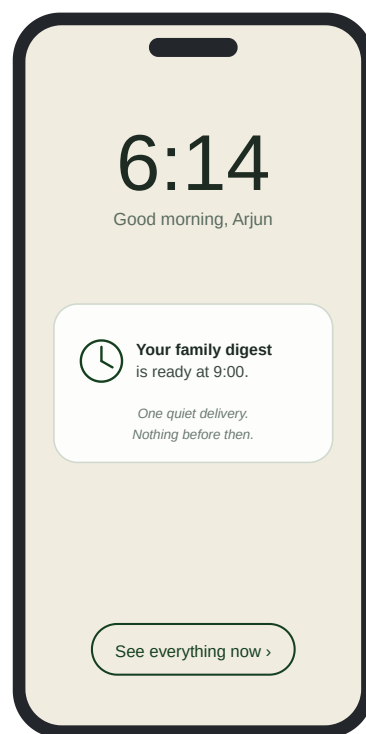 6:14
Good morning, Arjun
Your family digest
is ready at 9:00.
One quiet delivery.
Nothing before then.
See everything now ›